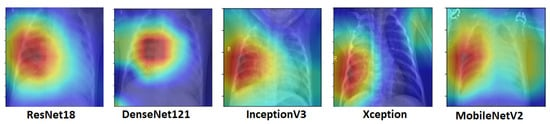 ResNet18
DenseNet121
InceptionV3
Xception
MobileNetV2